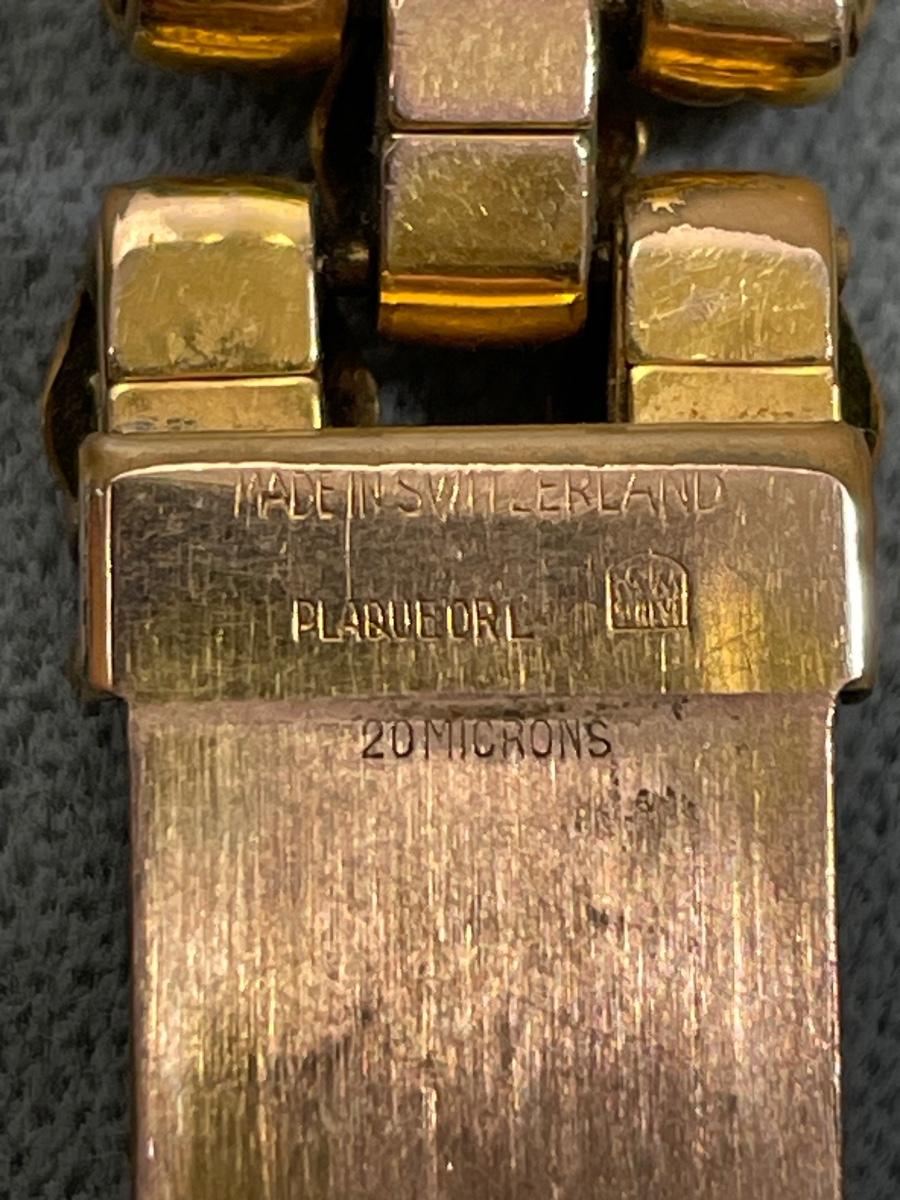 MADE IN SWITZERLAND
PLAQUE OR L
20 MICRONS